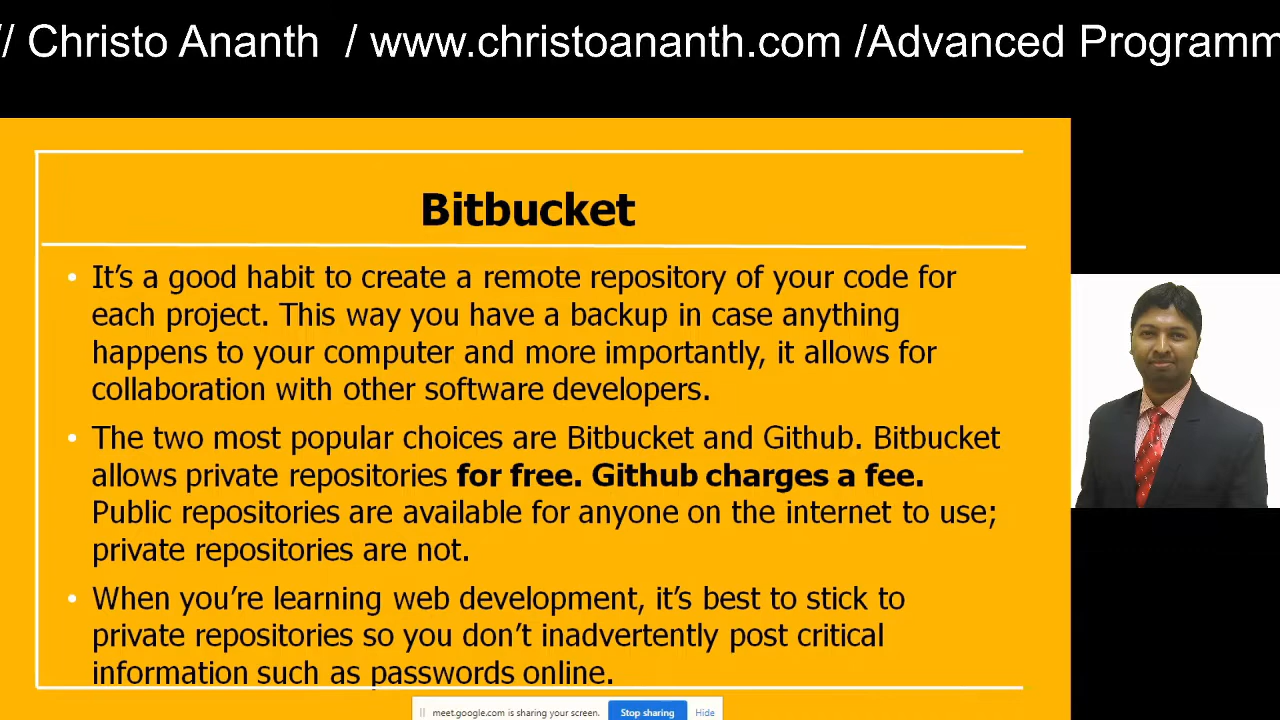 // Christo Ananth / www.christoananth.com /Advanced Programm
Bitbucket
• It’s a good habit to create a remote repository of your code for
each project. This way you have a backup in case anything
happens to your computer and more importantly, it allows for
collaboration with other software developers.
• The two most popular choices are Bitbucket and Github. Bitbucket
allows private repositories for free. Github charges a fee.
Public repositories are available for anyone on the internet to use;
private repositories are not.
• When you’re learning web development, it’s best to stick to
private repositories so you don’t inadvertently post critical
information such as passwords online.
meet.google.com is sharing your screen. Stop sharing Hide